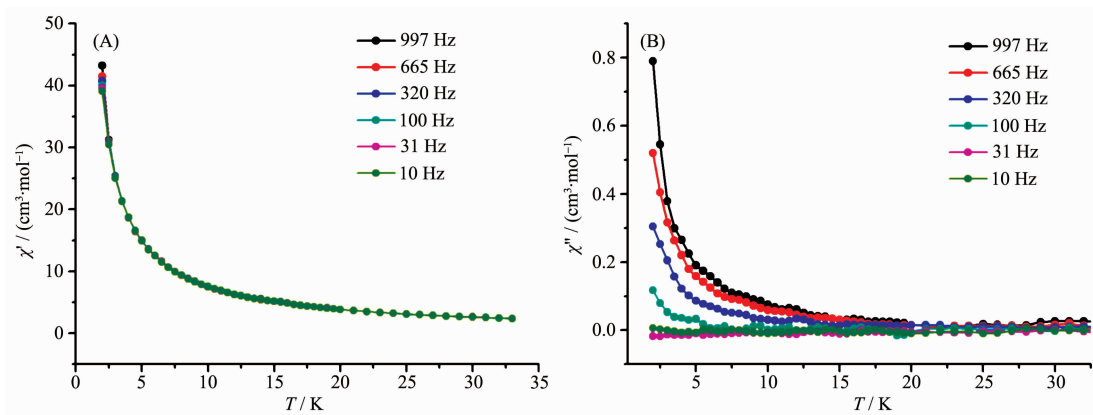 (A)
997 Hz
665 Hz
320 Hz
100 Hz
31 Hz
10 Hz
50
40
30
20
10
0
χ' / (cm³·mol⁻¹)
0 5 10 15 20 25 30 35
T / K
(B)
997 Hz
665 Hz
320 Hz
100 Hz
31 Hz
10 Hz
0.8
0.6
0.4
0.2
0.0
χ'' / (cm³·mol⁻¹)
5 10 15 20 25 30
T / K